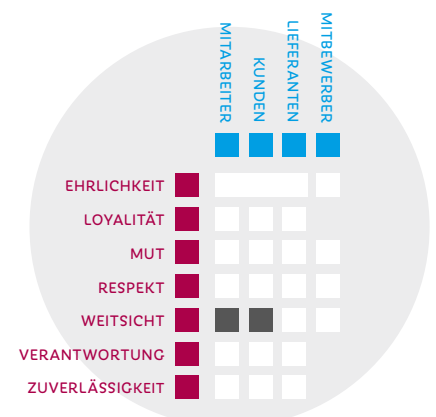 MITARBEITER
KUNDEN
LIEFERANTEN
MITBEWERBER
EHRLICHKEIT
LOYALITÄT
MUT
RESPEKT
WEITSICHT
VERANTWORTUNG
ZUVERLÄSSIGKEIT